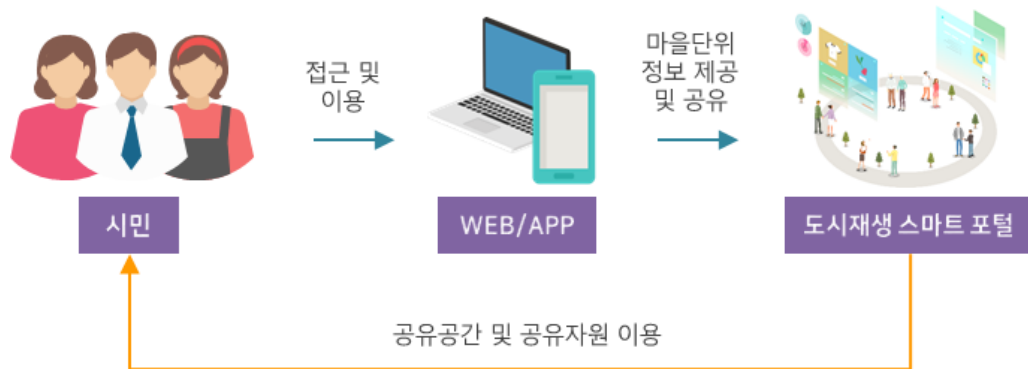 접근 및
이용
마을단위
정보 제공
및 공유
시민
WEB/APP
도시재생 스마트 포털
공유공간 및 공유자원 이용